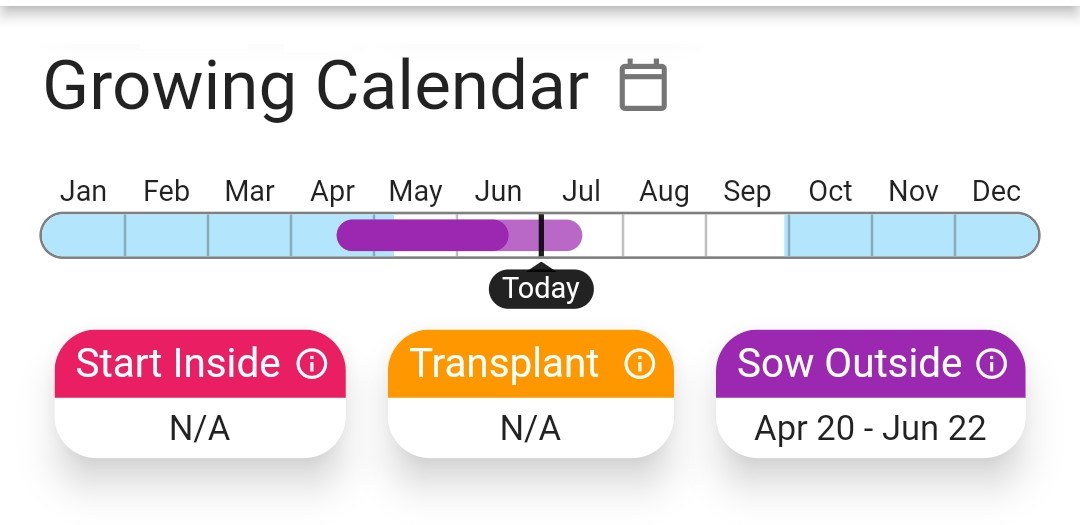 Growing Calendar
Jan Feb Mar Apr May Jun Jul Aug Sep Oct Nov Dec
Today
Start Inside Transplant Sow Outside
N/A N/A Apr 20 - Jun 22